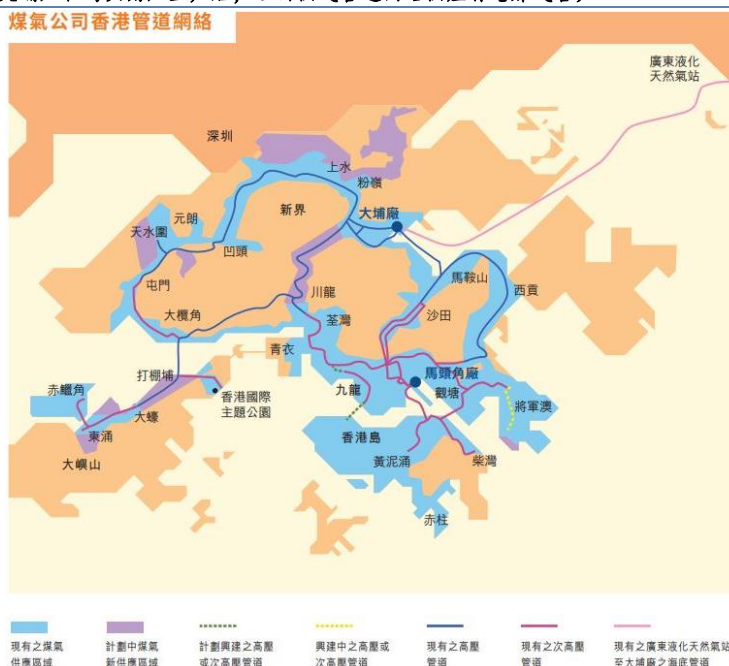 煤氣公司香港管道網絡
廣東液化
天然氣站
深圳
上水
粉嶺
元朗
新界
大埔廠
天水圍
凹頭
馬鞍山
屯門
川龍
西貢
大欖角
荃灣
沙田
青衣
打棚埔
馬頭角廠
赤鱲角
九龍
觀塘
香港國際
主題公園
將軍澳
大蠔
東涌
香港島
大嶼山
黃泥涌
柴灣
赤柱
現有之煤氣
供應區域
計劃中煤氣
新供應區域
計劃興建之高壓
或次高壓管道
興建中之高壓或
次高壓管道
現有之高壓
管道
現有之次高壓
管道
現有之廣東液化天然氣站
至大埔廠之海底管道